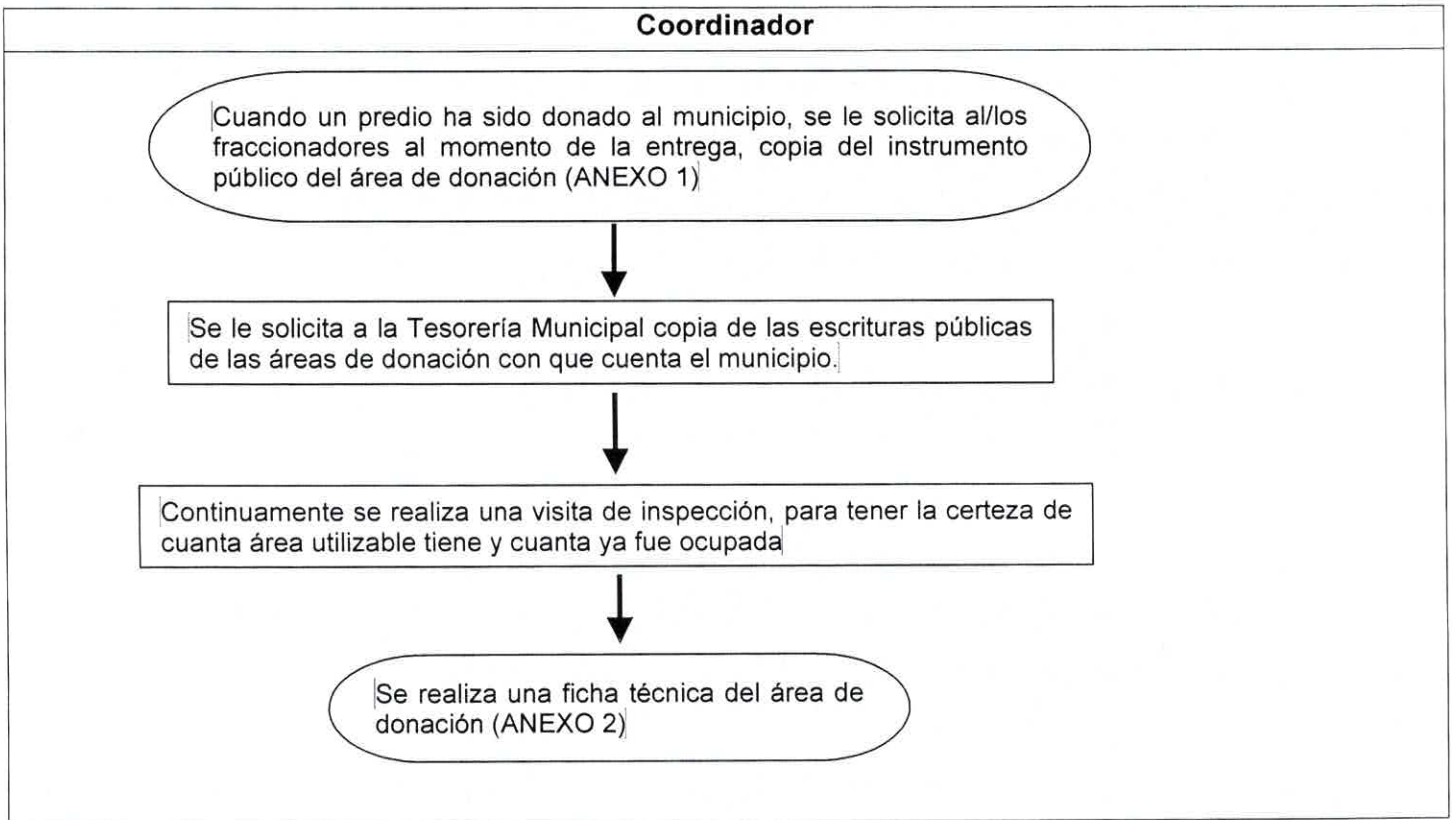 Coordinador
Cuando un predio ha sido donado al municipio, se le solicita al/los
fraccionadores al momento de la entrega, copia del instrumento
público del área de donación (ANEXO 1)
Se le solicita a la Tesorería Municipal copia de las escrituras públicas
de las áreas de donación con que cuenta el municipio.
Continuamente se realiza una visita de inspección, para tener la certeza de
cuanta área utilizable tiene y cuanta ya fue ocupada
Se realiza una ficha técnica del área de
donación (ANEXO 2)